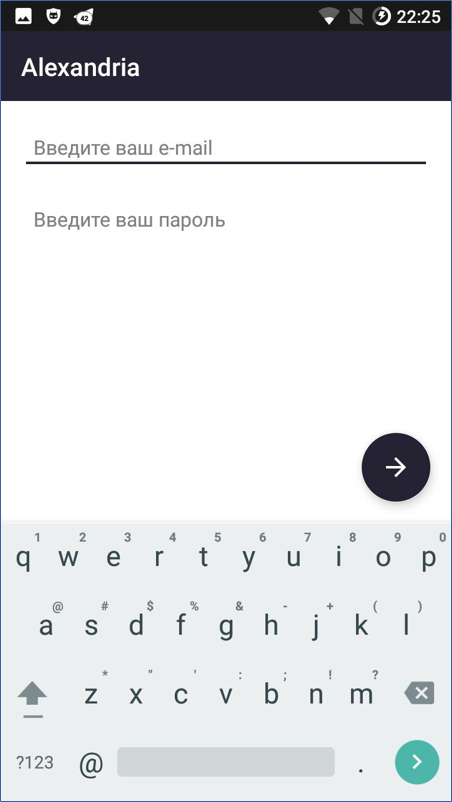 42 22:25
Alexandria
Введите ваш e-mail
Введите ваш пароль
1 2 3 4 5 6 7 8 9 0
q w e r t y u i o p
@ # $ % & - + ( )
a s d f g h j k l
* " ' : ; ! ?
z x c v b n m
?123 @ .